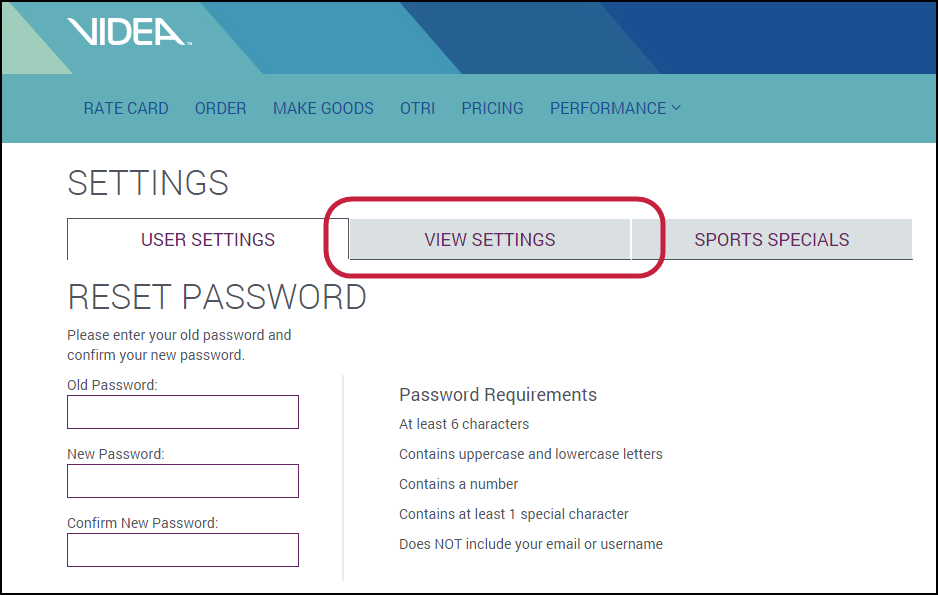 VIDEA™
RATE CARD ORDER MAKE GOODS OTRI PRICING PERFORMANCE
SETTINGS
USER SETTINGS VIEW SETTINGS SPORTS SPECIALS
RESET PASSWORD
Please enter your old password and
confirm your new password.
Old Password:
New Password:
Confirm New Password:
Password Requirements
At least 6 characters
Contains uppercase and lowercase letters
Contains a number
Contains at least 1 special character
Does NOT include your email or username